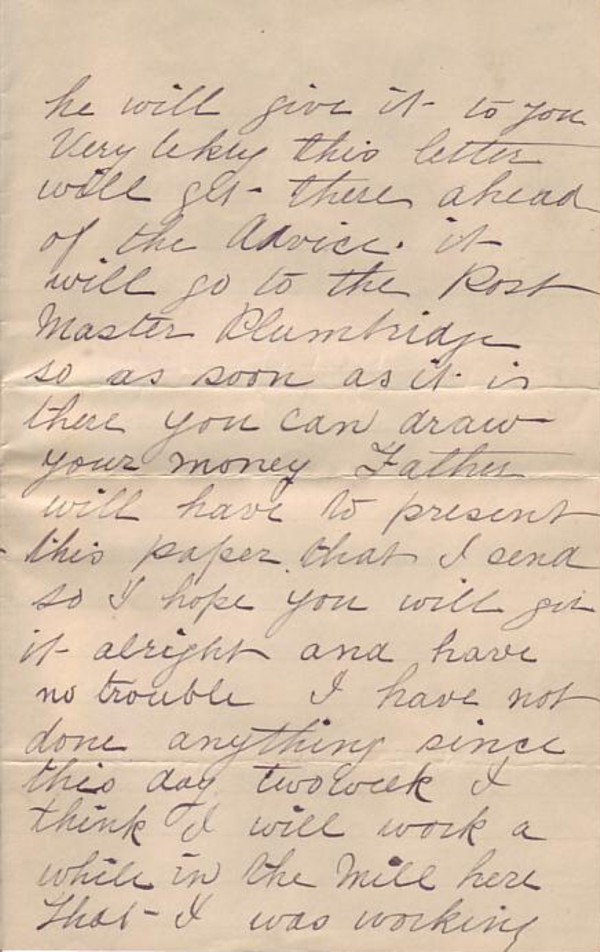 he will give it to you
Very likey this letter
will get there ahead
of the Advice. it
will go to the Post
Master Plumbridge
so as soon as it is
there you can draw
your money Father
will have to present
this paper that I send
so I hope you will get
it alright and have
no trouble I have not
done anything since
this day two week I
think I will work a
while in the Mill here
that I was working